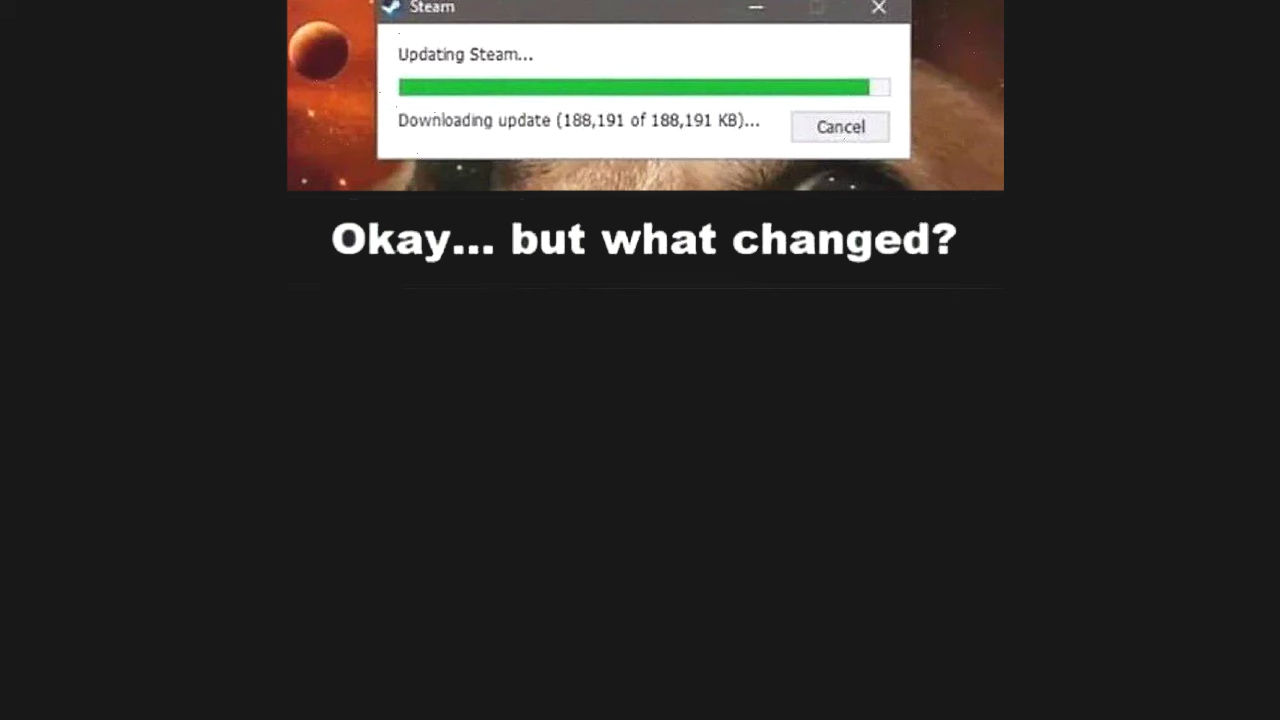 Steam
Updating Steam...
Downloading update (188,191 of 188,191 KB)...
Cancel
Okay... but what changed?